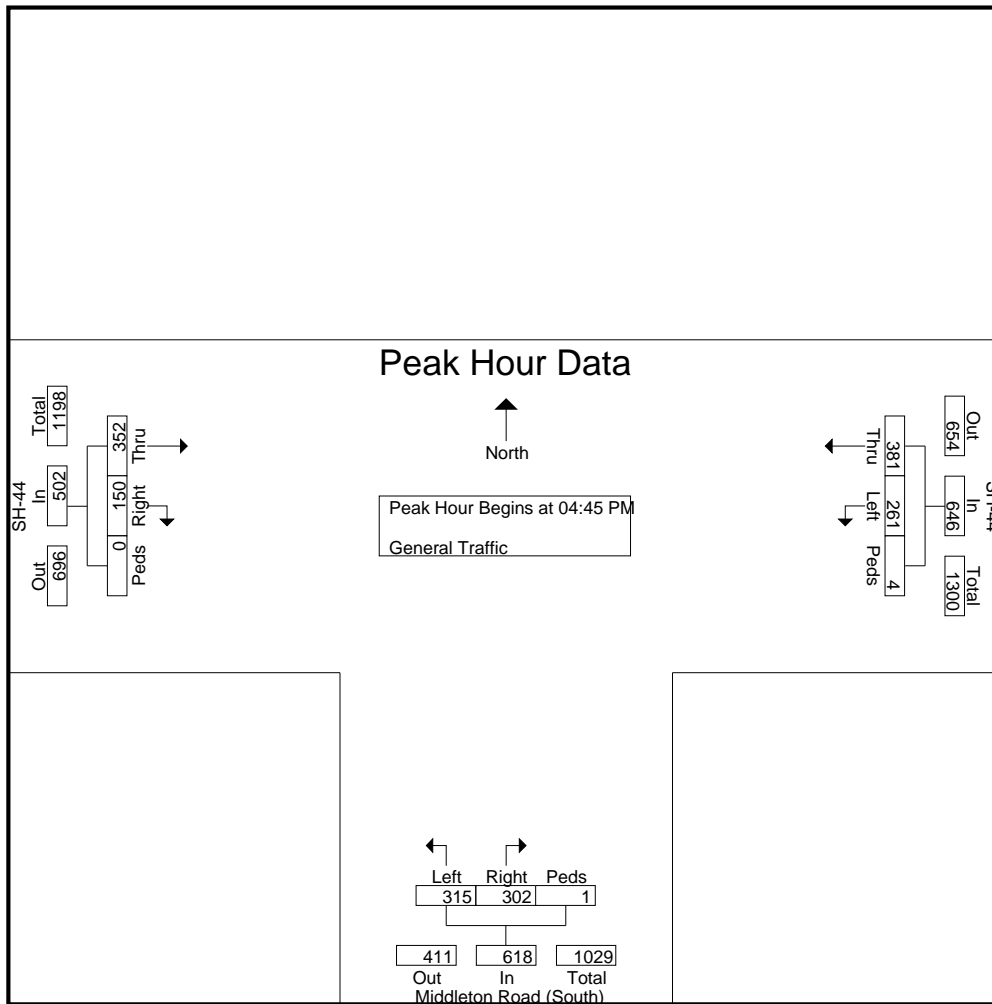 Peak Hour Data
North
Peak Hour Begins at 04:45 PM
General Traffic
SH-44
Total
1198
In
502
Out
696
352
150
0
Thru
Right
Peds
Out
654
In
646
Total
1300
SH-44
381
261
4
Thru
Left
Peds
Left Right Peds
315 302 1
411 618 1029
Out In Total
Middleton Road (South)